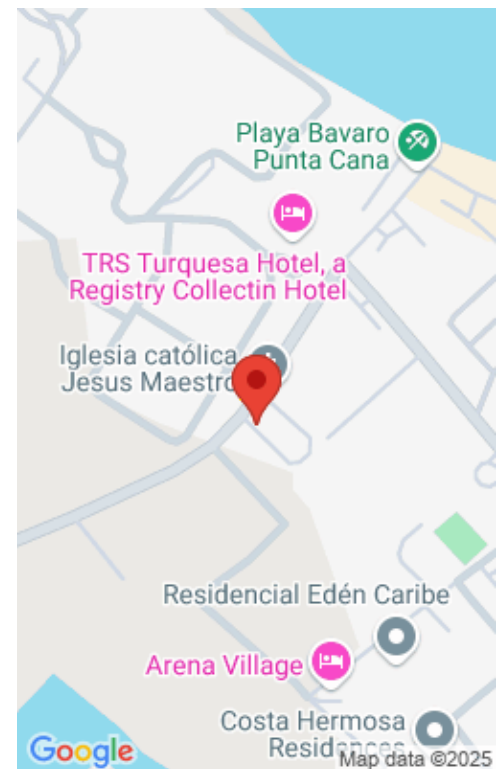 Playa Bavaro
Punta Cana
TRS Turquesa Hotel, a
Registry Collectin Hotel
Iglesia católica
Jesus Maestro
Residencial Edén Caribe
Arena Village
Costa Hermosa
Residences
Google
Map data ©2025